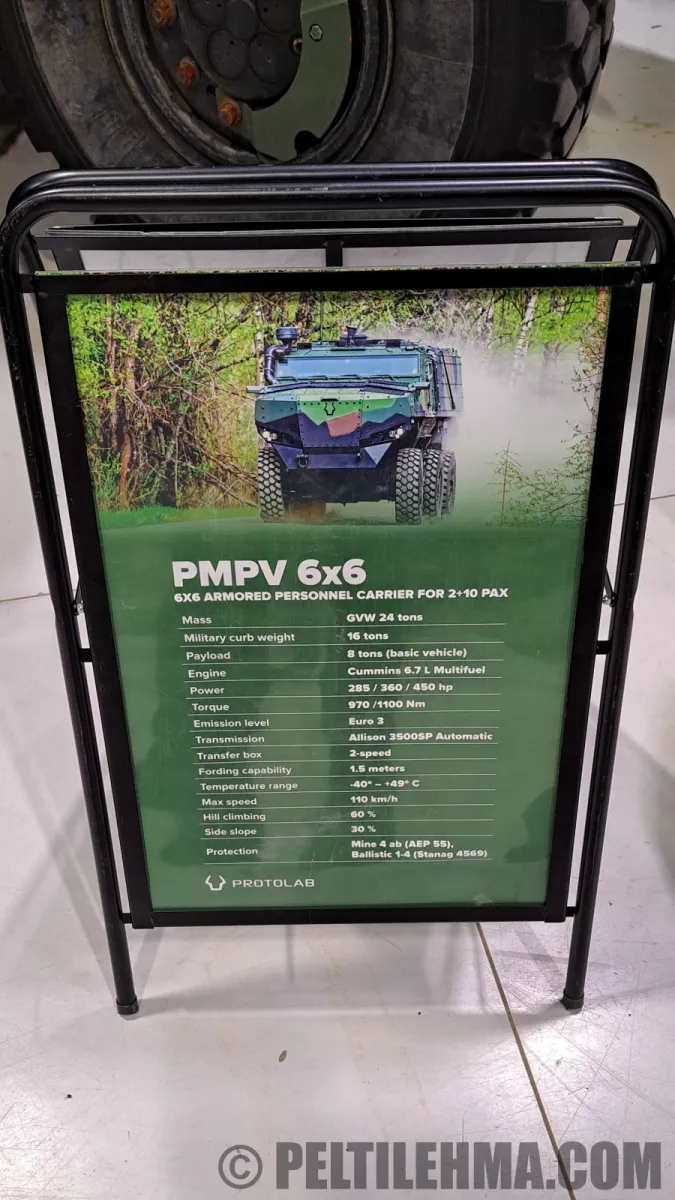 PMPV 6x6
6X6 ARMORED PERSONNEL CARRIER FOR 2+10 PAX
Mass GVW 24 tons
Military curb weight 16 tons
Payload 8 tons (basic vehicle)
Engine Cummins 6.7 L Multifuel
Power 285 / 360 / 450 hp
Torque 970 /1100 Nm
Emission level Euro 3
Transmission Allison 3500SP Automatic
Transfer box 2-speed
Fording capability 1.5 meters
Temperature range -40° – +49° C
Max speed 110 km/h
Hill climbing 60 %
Side slope 30 %
Protection Mine 4 ab (AEP 55),
Ballistic 1-4 (Stanag 4569)
PROTOLAB
© PELTILEHMA.COM